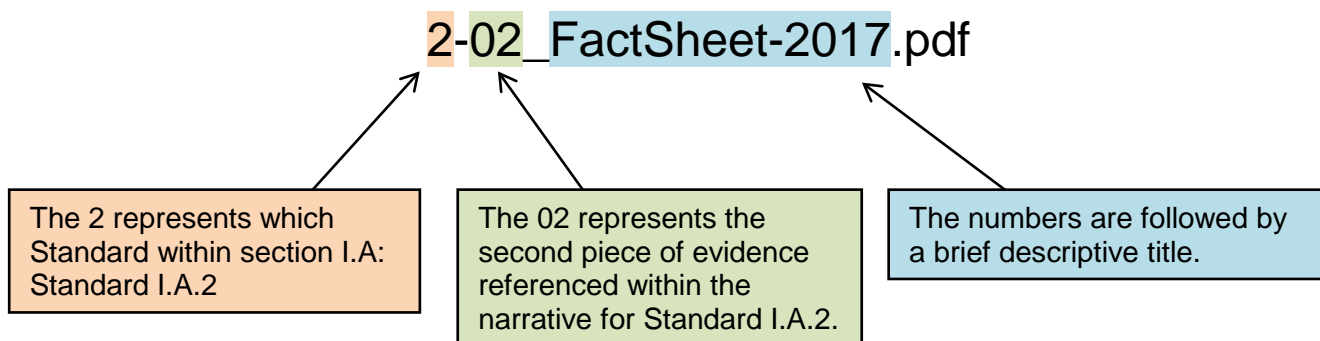 2-02_FactSheet-2017.pdf
The 2 represents which
Standard within section I.A:
Standard I.A.2
The 02 represents the
second piece of evidence
referenced within the
narrative for Standard I.A.2.
The numbers are followed by
a brief descriptive title.